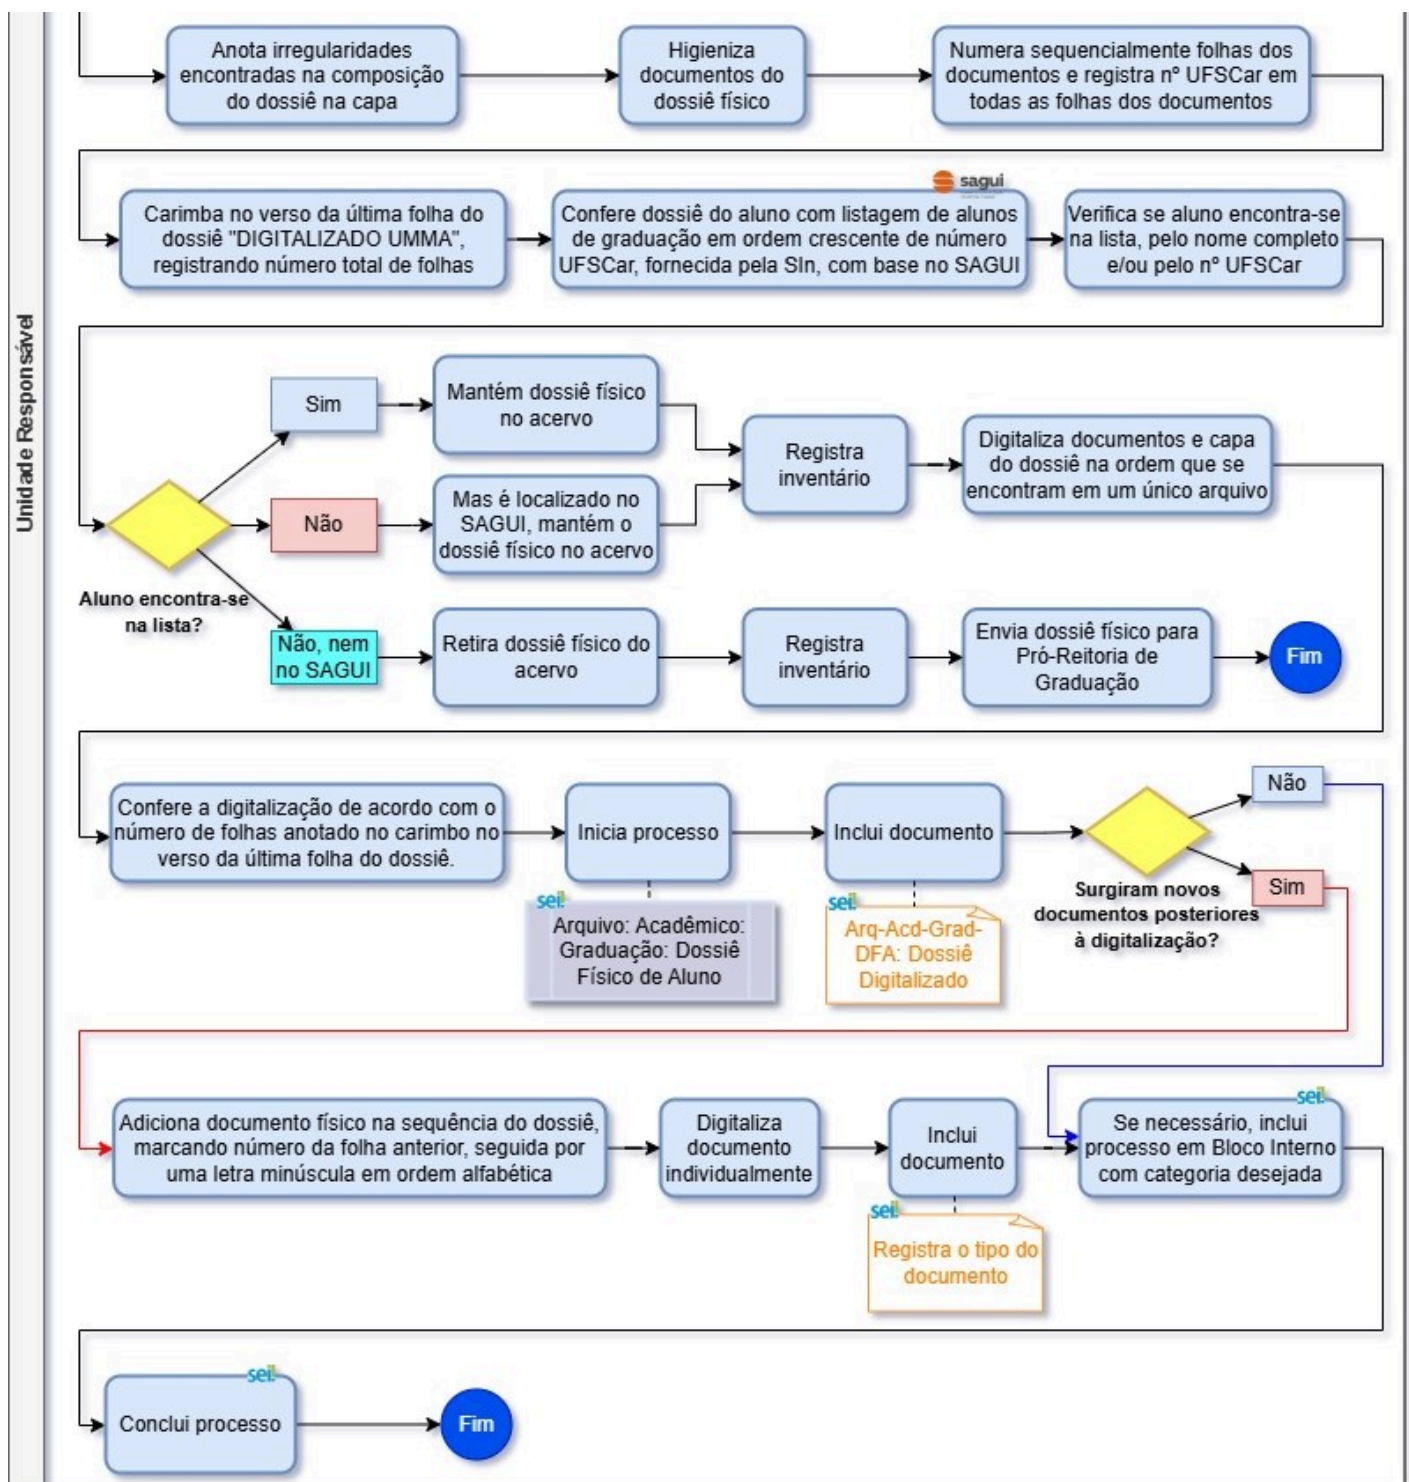 Unidade Responsável
Anota irregularidades
encontradas na composição
do dossiê na capa
Higieniza
documentos do
dossiê físico
Numera sequencialmente folhas dos
documentos e registra nº UFSCar em
todas as folhas dos documentos
Carimba no verso da última folha do
dossiê "DIGITALIZADO UMMA",
registrando número total de folhas
sagui
Confere dossiê do aluno com listagem de alunos
de graduação em ordem crescente de número
UFSCar, fornecida pela SIn, com base no SAGUI
Verifica se aluno encontra-se
na lista, pelo nome completo
e/ou pelo nº UFSCar
Aluno encontra-se
na lista?
Sim
Mantém dossiê físico
no acervo
Não
Mas é localizado no
SAGUI, mantém o
dossiê físico no acervo
Registra
inventário
Digitaliza documentos e capa
do dossiê na ordem que se
encontram em um único arquivo
Não, nem
no SAGUI
Retira dossiê físico do
acervo
Registra
inventário
Envia dossiê físico para
Pró-Reitoria de
Graduação
Fim
Confere a digitalização de acordo com o
número de folhas anotado no carimbo no
verso da última folha do dossiê.
Inicia processo
sei!
Arquivo: Acadêmico:
Graduação: Dossiê
Físico de Aluno
Inclui documento
sei!
Arq-Acd-Grad-
DFA: Dossiê
Digitalizado
Surgiram novos
documentos posteriores
à digitalização?
Não
Sim
Adiciona documento físico na sequência do dossiê,
marcando número da folha anterior, seguida por
uma letra minúscula em ordem alfabética
Digitaliza
documento
individualmente
Inclui
documento
sei!
Registra o tipo do
documento
sei!
Se necessário, inclui
processo em Bloco Interno
com categoria desejada
sei!
Conclui processo
Fim